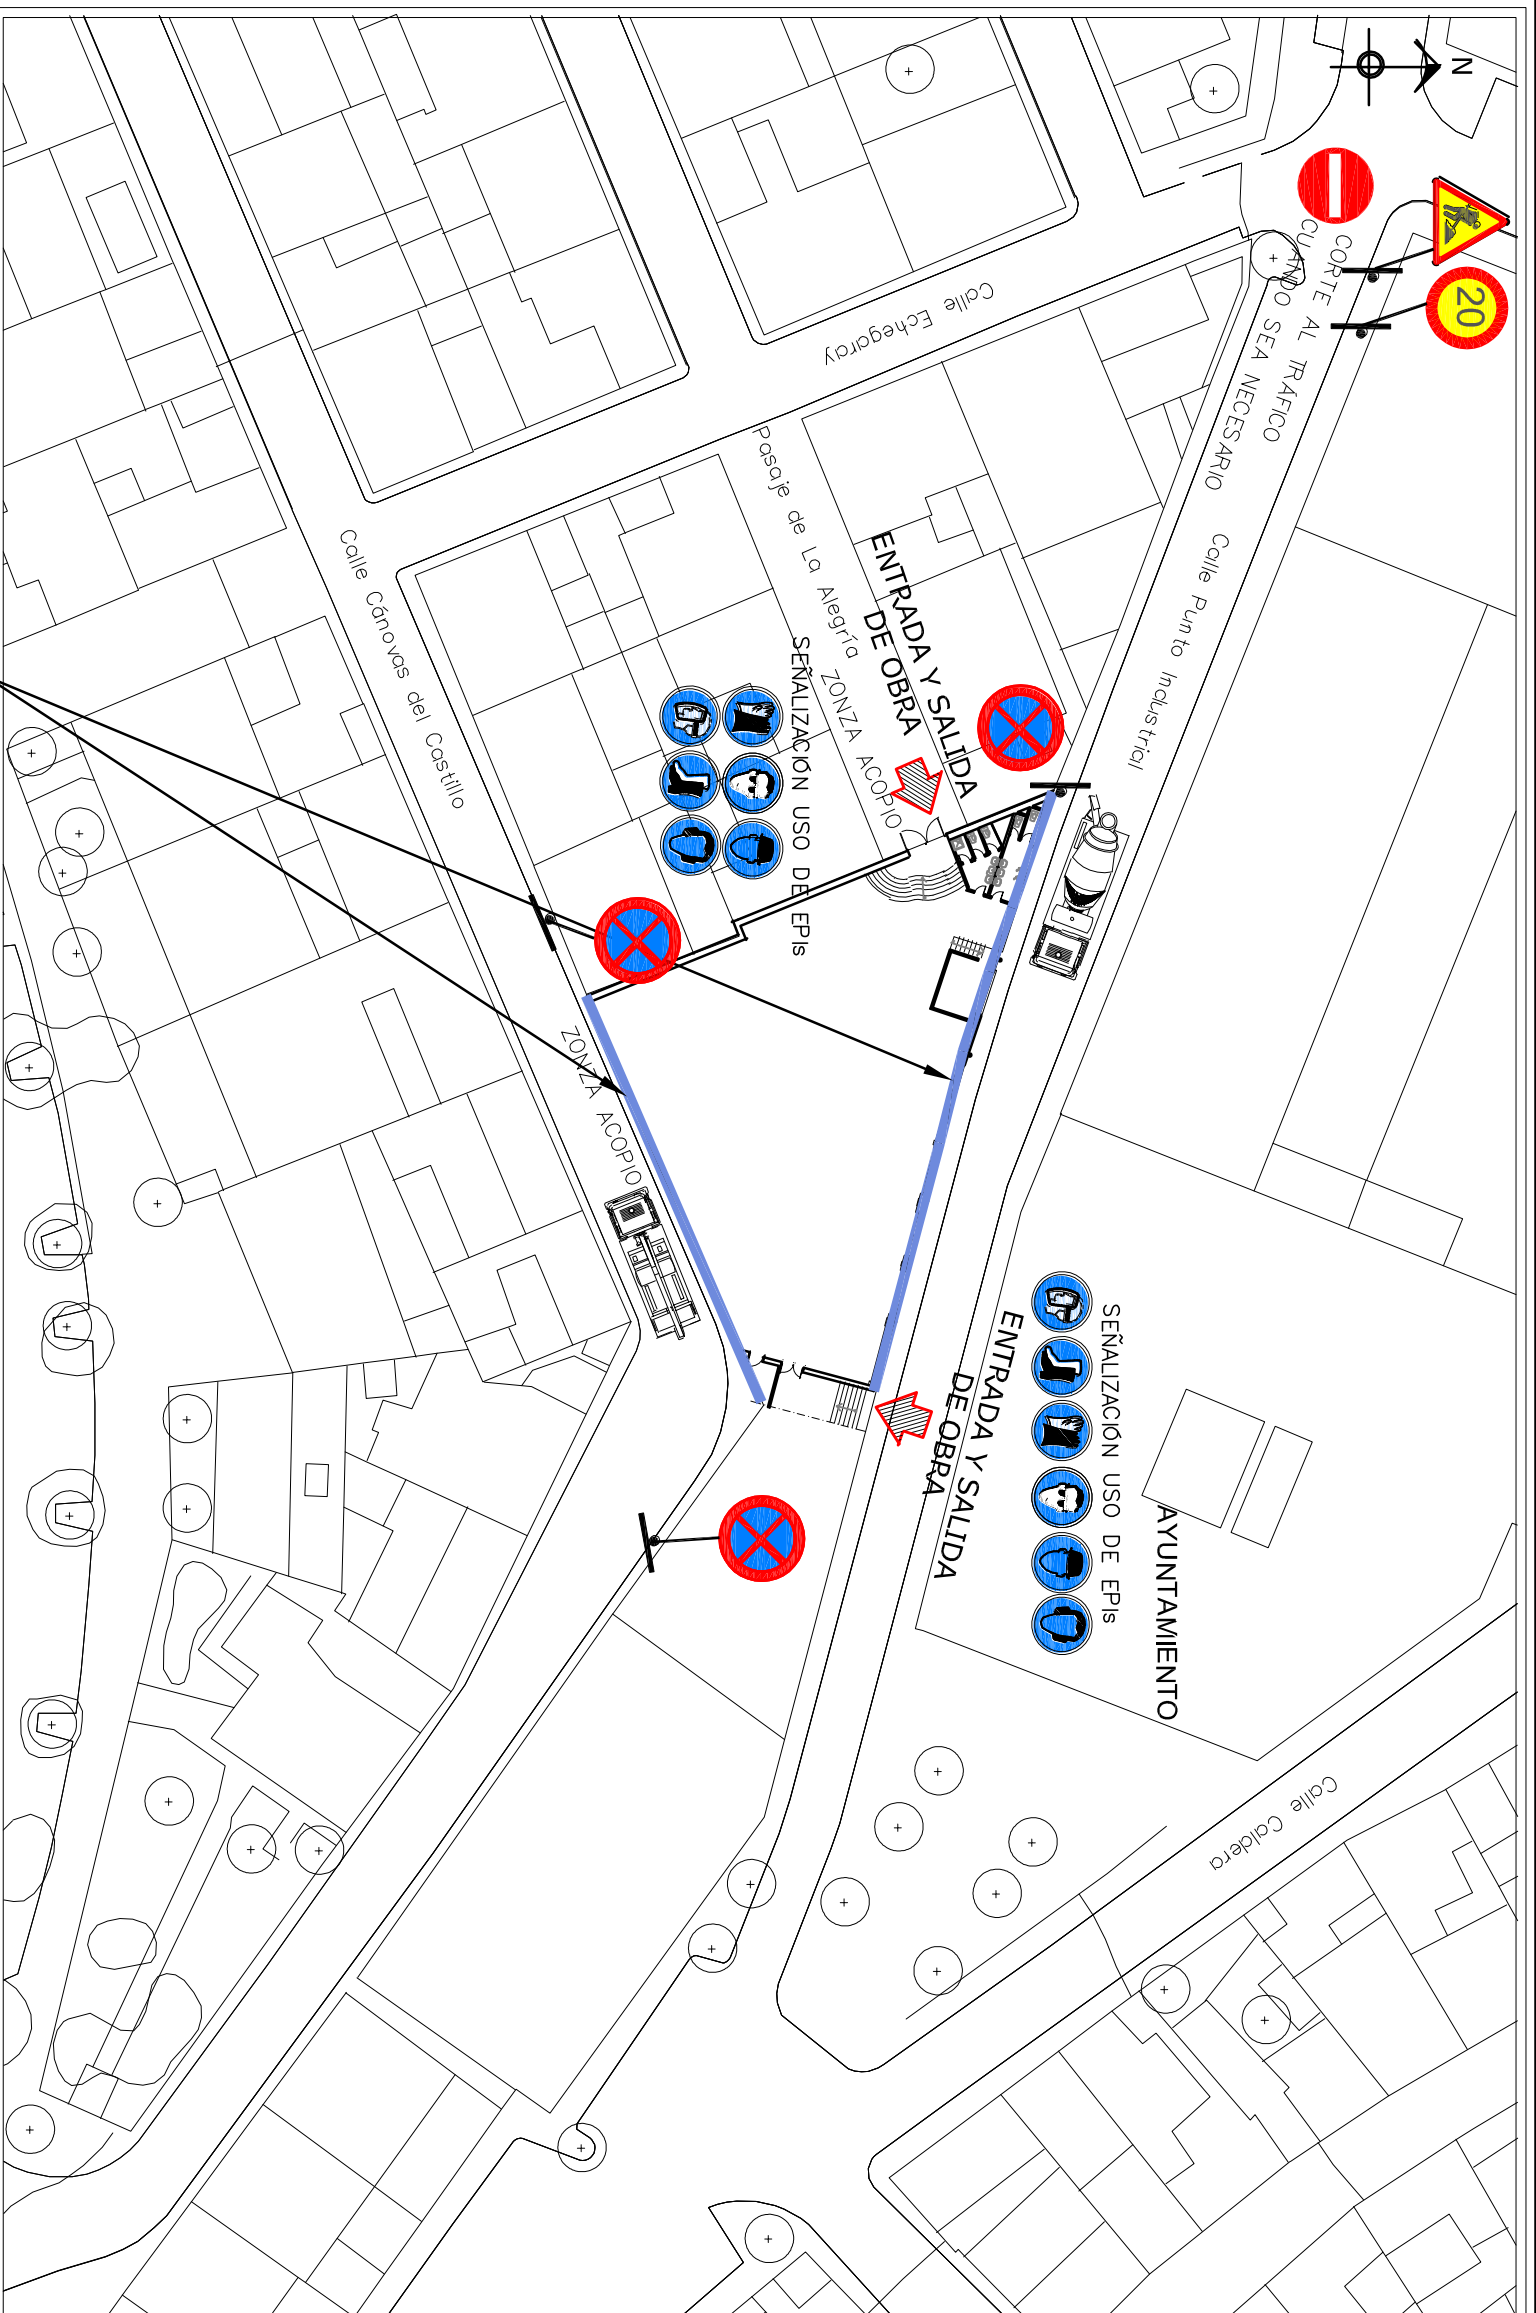 N
20
CORTE AL TRÁFICO
CUANDO SEA NECESARIO
Calle Punto Industrial
Calle Echegaray
Pasaje de La Alegría
ZONZA ACOPIO
ENTRADA Y SALIDA
DE OBRA
SEÑALIZACIÓN USO DE EPIs
Calle Cánovas del Castillo
ZONZA ACOPIO
ENTRADA Y SALIDA
DE OBRA
SEÑALIZACIÓN USO DE EPIs
AYUNTAMIENTO
Calle Caldera